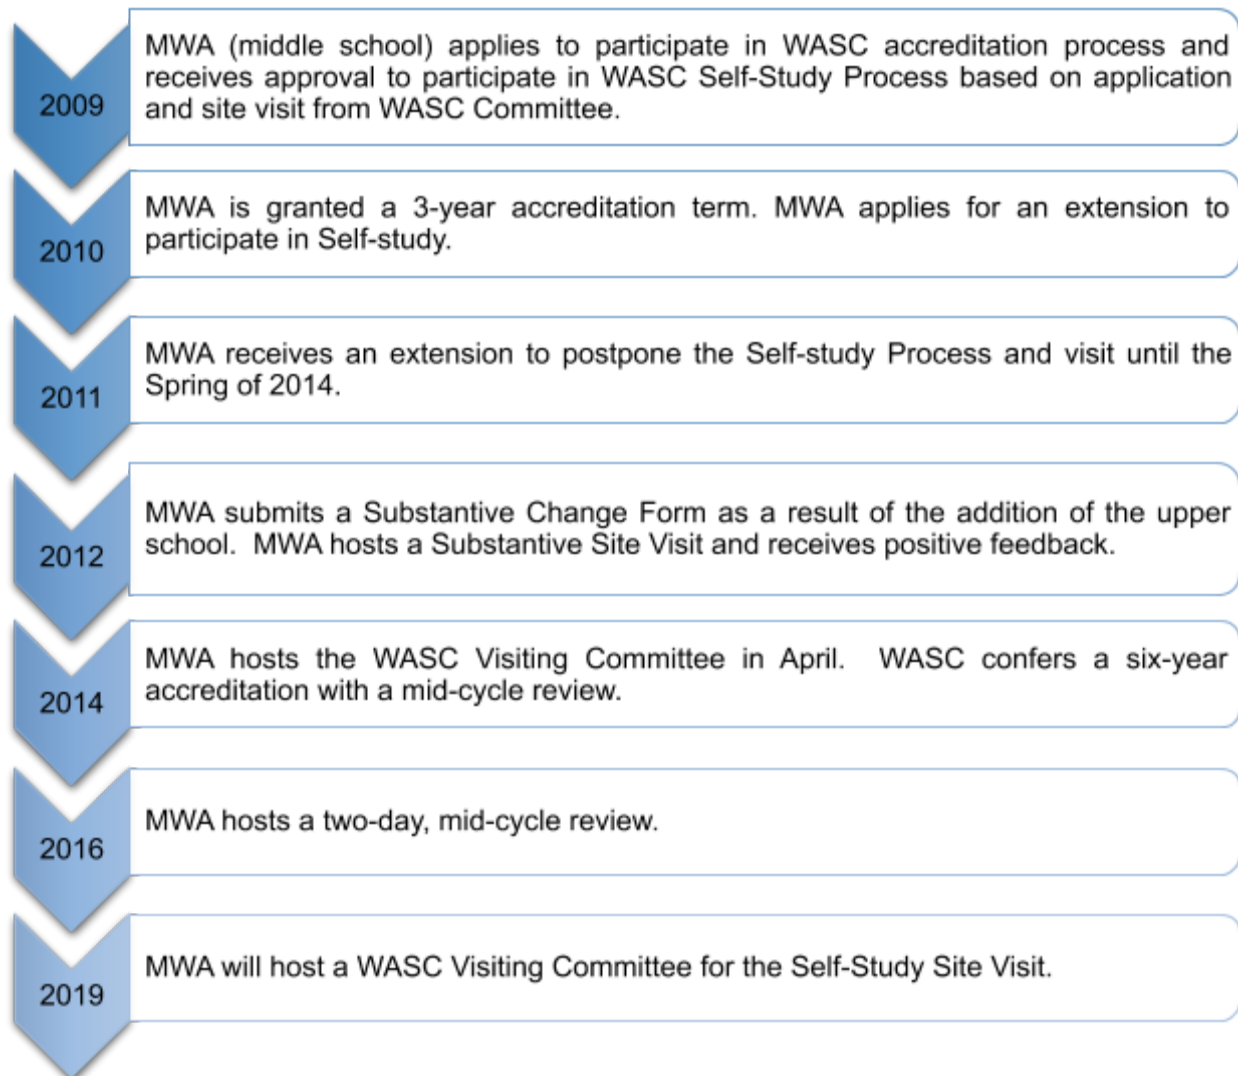 2009
MWA (middle school) applies to participate in WASC accreditation process and
receives approval to participate in WASC Self-Study Process based on application
and site visit from WASC Committee.
2010
MWA is granted a 3-year accreditation term. MWA applies for an extension to
participate in Self-study.
2011
MWA receives an extension to postpone the Self-study Process and visit until the
Spring of 2014.
2012
MWA submits a Substantive Change Form as a result of the addition of the upper
school.  MWA hosts a Substantive Site Visit and receives positive feedback.
2014
MWA hosts the WASC Visiting Committee in April.  WASC confers a six-year
accreditation with a mid-cycle review.
2016
MWA hosts a two-day, mid-cycle review.
2019
MWA will host a WASC Visiting Committee for the Self-Study Site Visit.